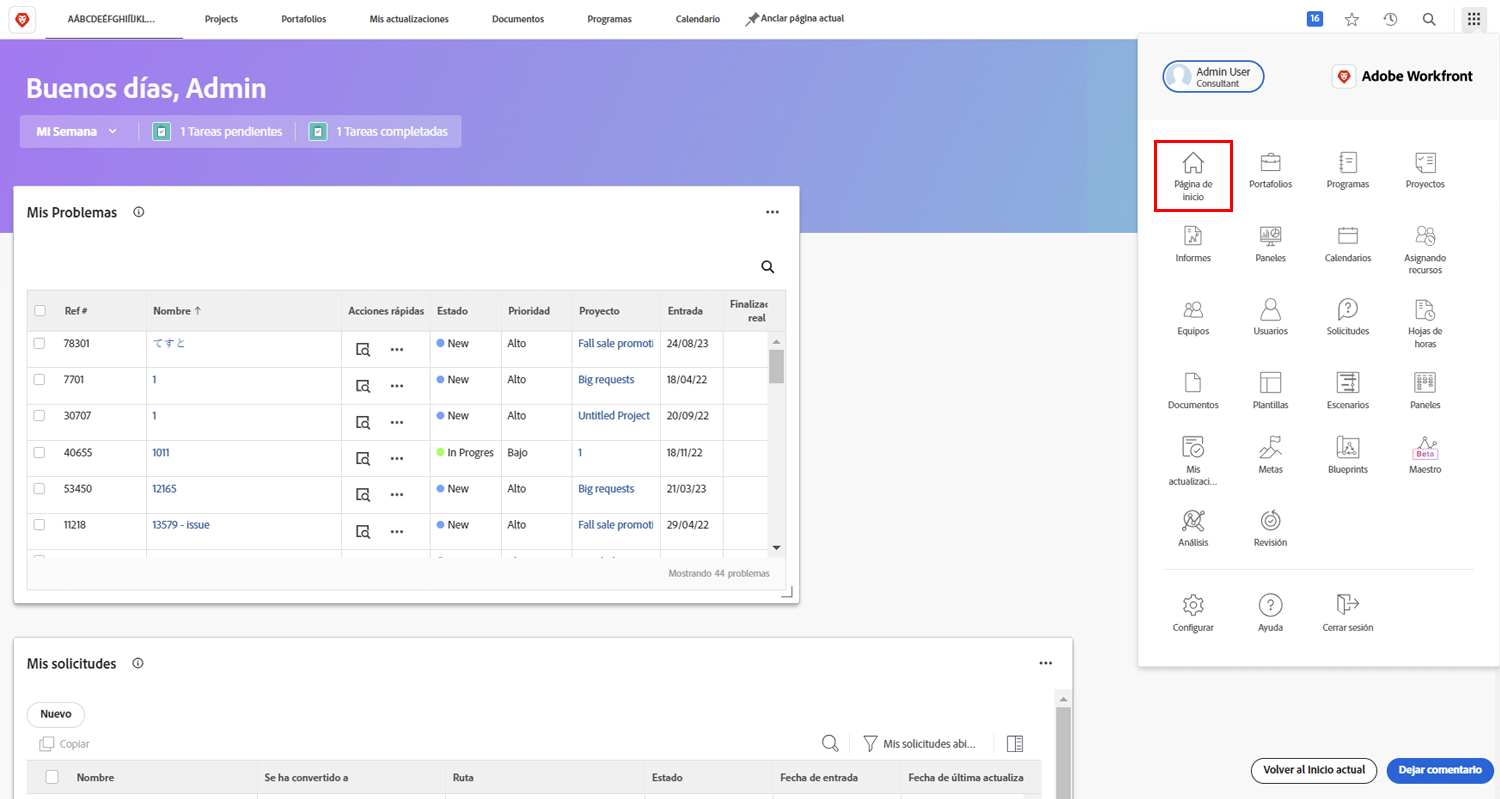 AÁBCDEÉFGHIÍJKL...
Projects
Portafolios
Mis actualizaciones
Documentos
Programas
Calendario
Anclar página actual
16
Buenos días, Admin
MI Semana
1 Tareas pendientes
1 Tareas completadas
Admin User
Consultant
Adobe Workfront
Página de
inicio
Portafolios
Programas
Proyectos
Informes
Paneles
Calendarios
Asignando
recursos
Equipos
Usuarios
Solicitudes
Hojas de
horas
Documentos
Plantillas
Escenarios
Paneles
Mis
actualizaci...
Metas
Blueprints
Beta
Maestro
Análisis
Revisión
Configurar
Ayuda
Cerrar sesión
Mis Problemas
Ref #
Nombre
Acciones rápidas
Estado
Prioridad
Proyecto
Entrada
Finalizac
real
78301 てすと New Alto Fall sale promoti 24/08/23
7701 1 New Alto Big requests 18/04/22
30707 1 New Alto Untitled Project 20/09/22
40655 1011 In Progres Bajo 1 18/11/22
53450 12165 New Alto Big requests 21/03/23
11218 13579 - issue New Alto Fall sale promoti 29/04/22
Mostrando 44 problemas
Mis solicitudes
Nuevo
Copiar
Mis solicitudes abi...
Nombre
Se ha convertido a
Ruta
Estado
Fecha de entrada
Fecha de última actualiza
Volver al Inicio actual
Dejar comentario